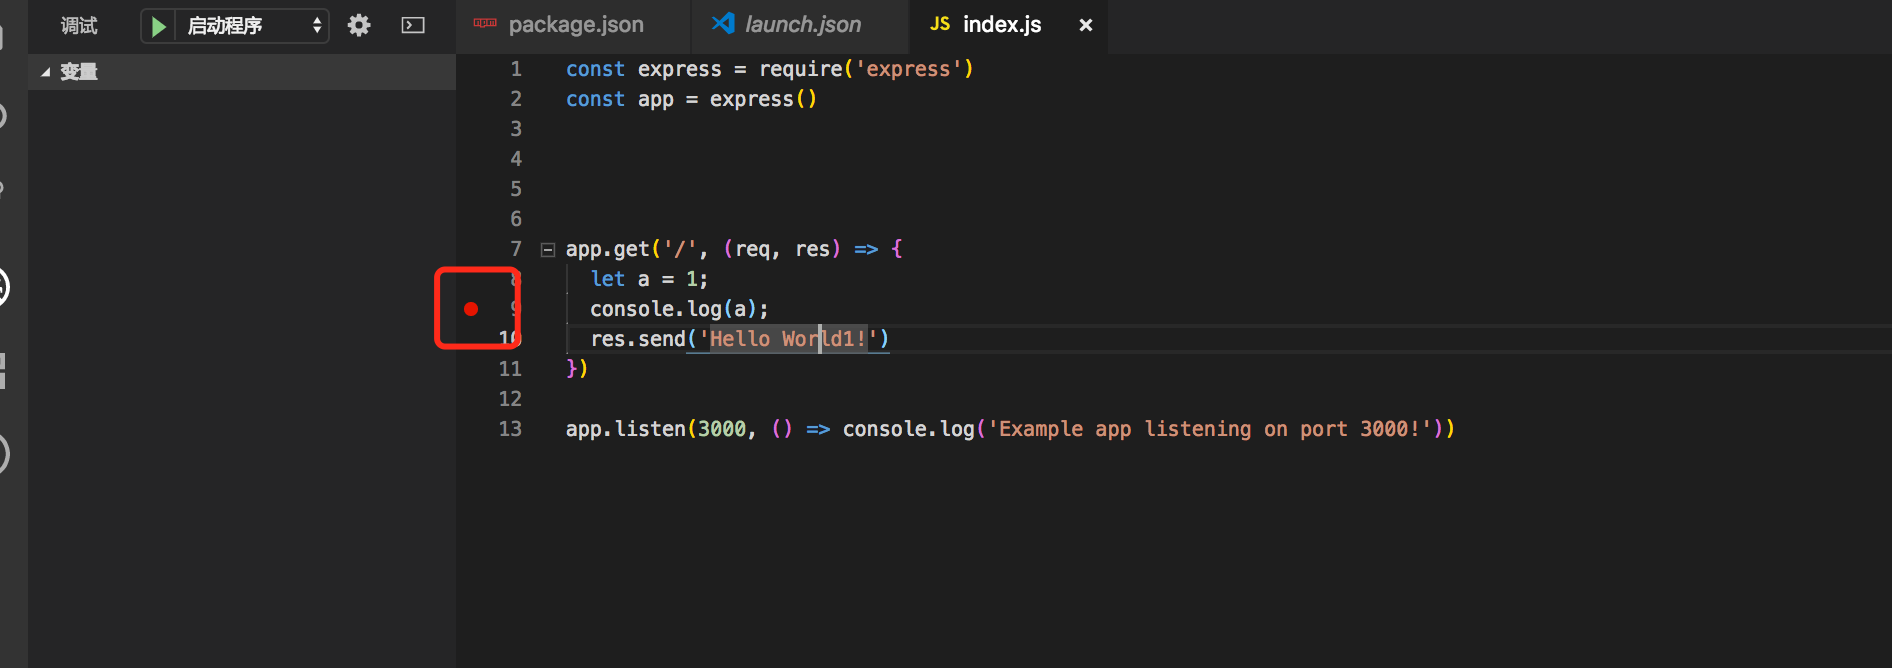 调试 启动程序 package.json launch.json JS index.js ×
变量
1 const express = require('express')
2 const app = express()
3
4
5
6
7 app.get('/', (req, res) => {
8 let a = 1;
9 console.log(a);
10 res.send('Hello World1!')
11 })
12
13 app.listen(3000, () => console.log('Example app listening on port 3000!'))